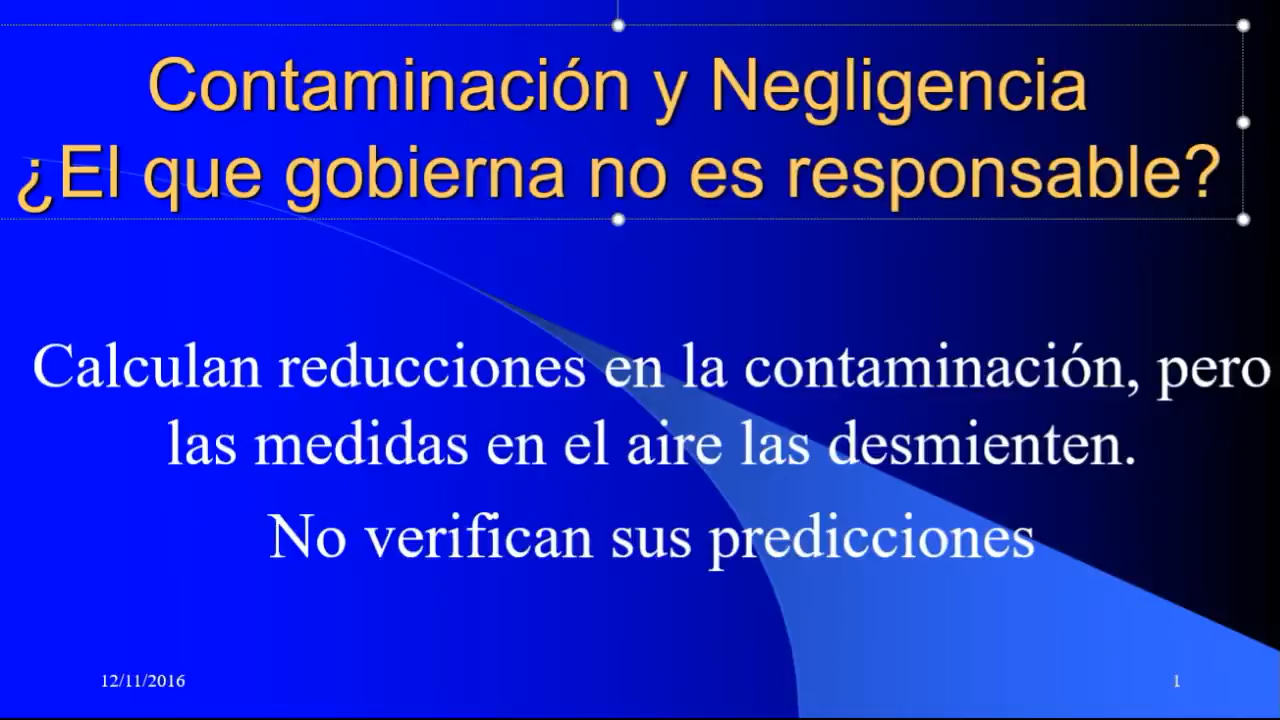 Contaminación y Negligencia
¿El que gobierna no es responsable?
Calculan reducciones en la contaminación, pero
las medidas en el aire las desmienten.
No verifican sus predicciones
12/11/2016
1